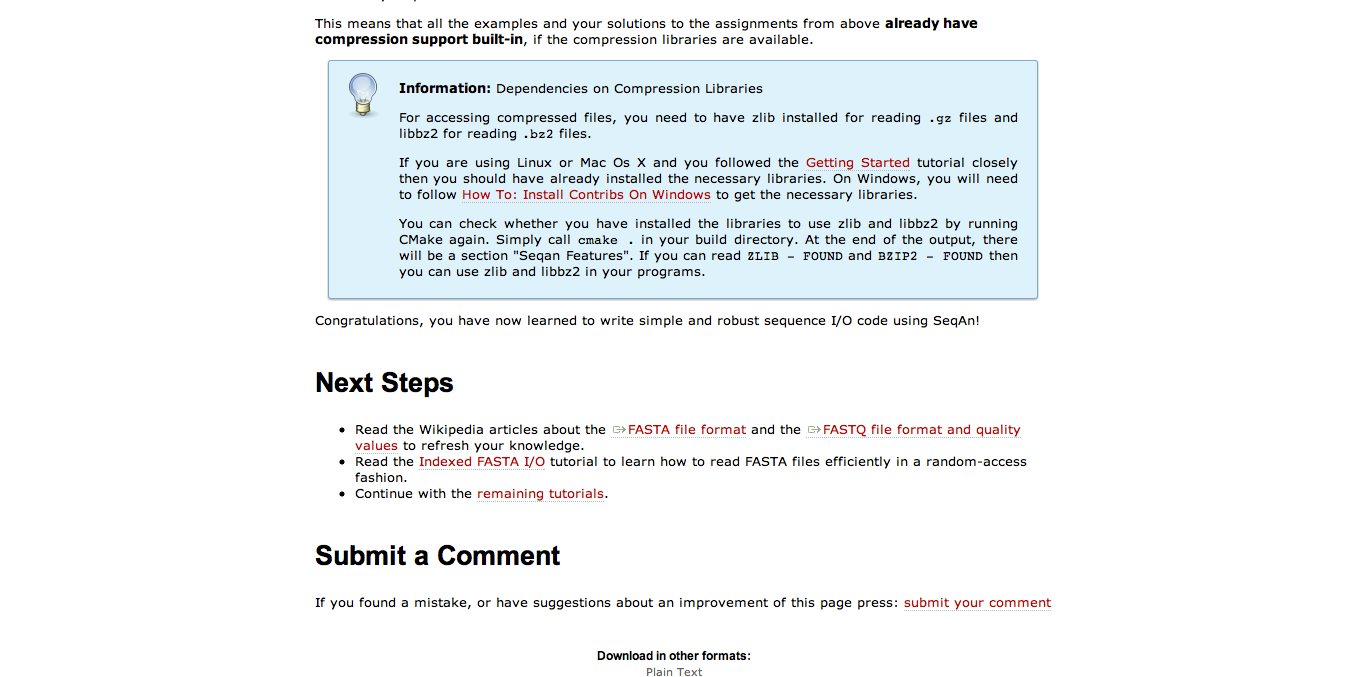 This means that all the examples and your solutions to the assignments from above already have
compression support built-in, if the compression libraries are available.
Information: Dependencies on Compression Libraries
For accessing compressed files, you need to have zlib installed for reading .gz files and
libbz2 for reading .bz2 files.
If you are using Linux or Mac Os X and you followed the Getting Started tutorial closely
then you should have already installed the necessary libraries. On Windows, you will need
to follow How To: Install Contribs On Windows to get the necessary libraries.
You can check whether you have installed the libraries to use zlib and libbz2 by running
CMake again. Simply call cmake . in your build directory. At the end of the output, there
will be a section "Seqan Features". If you can read ZLIB - FOUND and BZIP2 - FOUND then
you can use zlib and libbz2 in your programs.
Congratulations, you have now learned to write simple and robust sequence I/O code using SeqAn!
Next Steps
• Read the Wikipedia articles about the FASTA file format and the FASTQ file format and quality
values to refresh your knowledge.
• Read the Indexed FASTA I/O tutorial to learn how to read FASTA files efficiently in a random-access
fashion.
• Continue with the remaining tutorials.
Submit a Comment
If you found a mistake, or have suggestions about an improvement of this page press: submit your comment
Download in other formats:
Plain Text